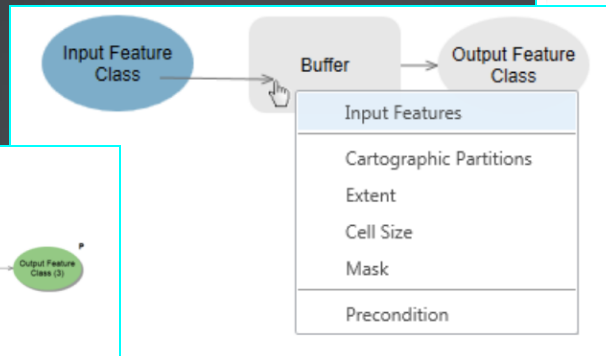 Input Feature
Class
Buffer
Output Feature
Class
Input Features
Cartographic Partitions
Extent
Cell Size
Mask
Precondition
P
Output Feature
Class (3)